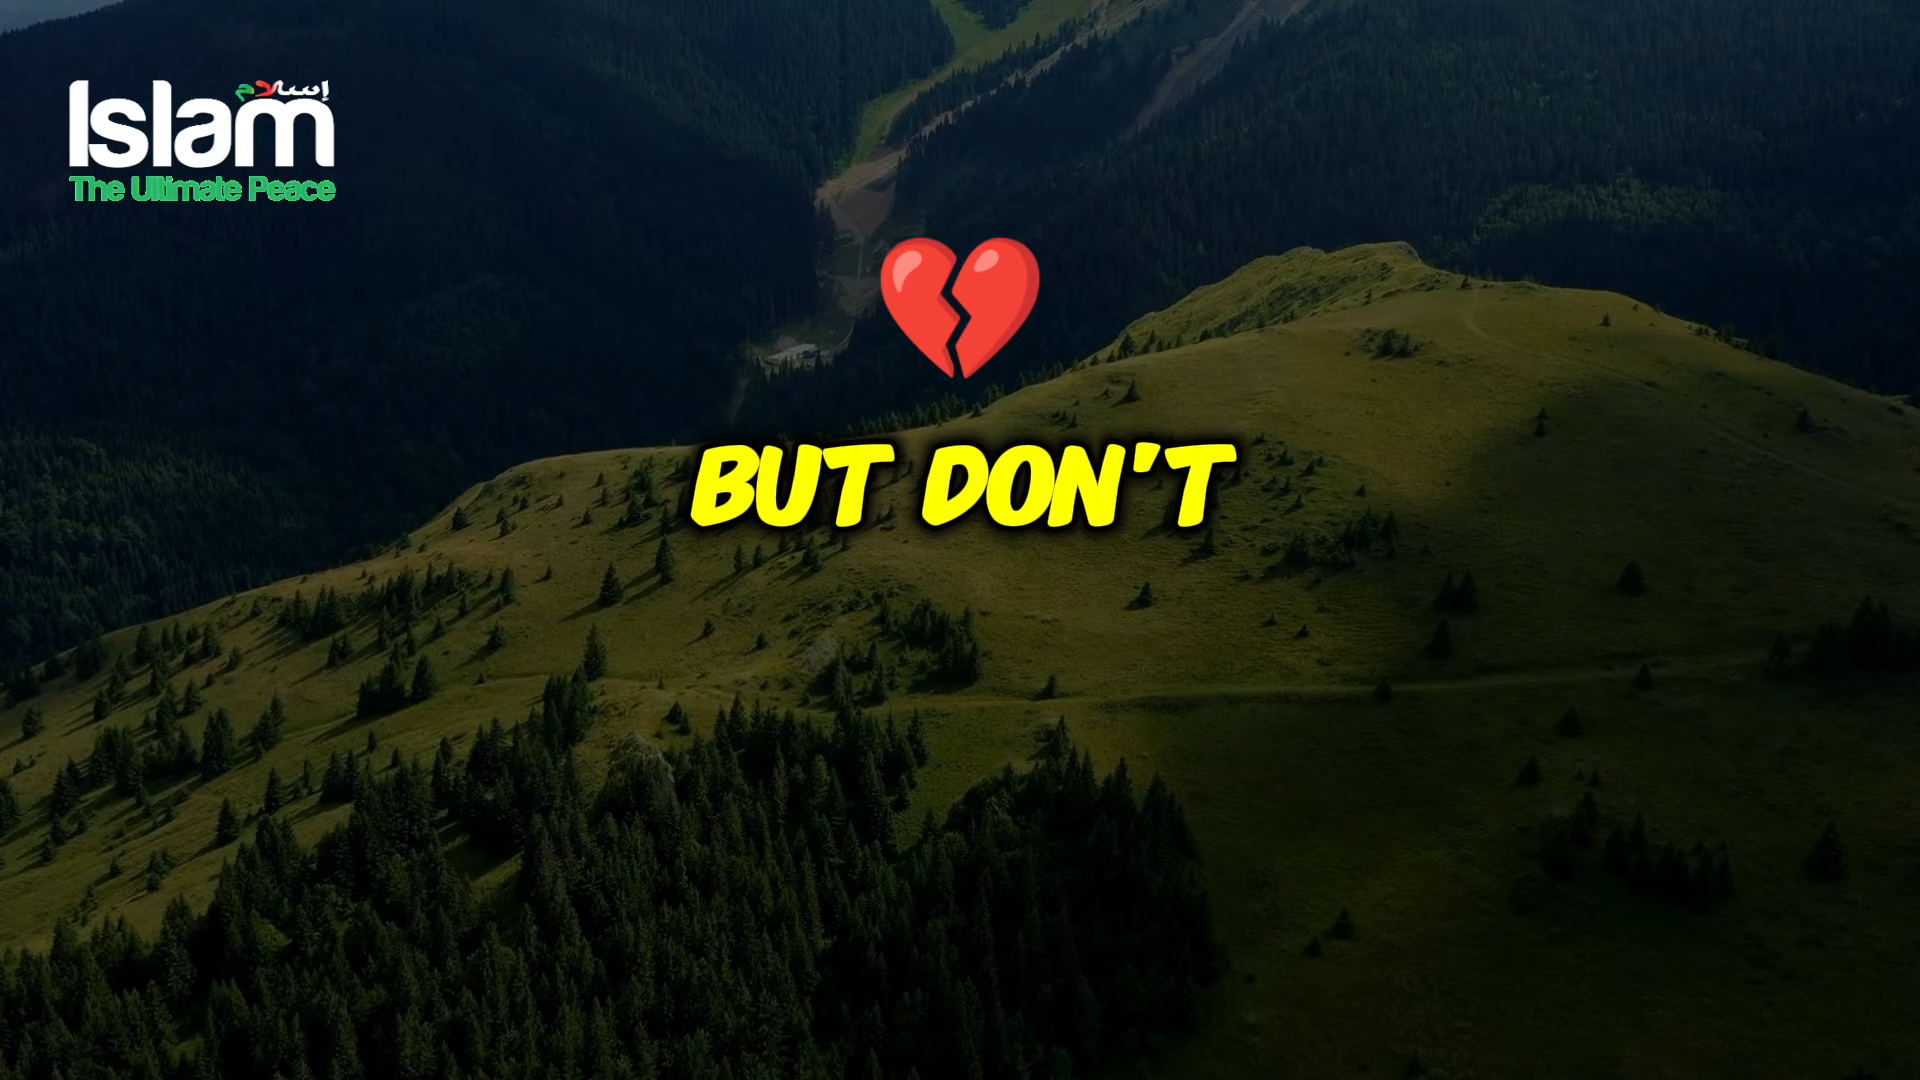 إسلام
Islam
The Ultimate Peace
BUT DON'T